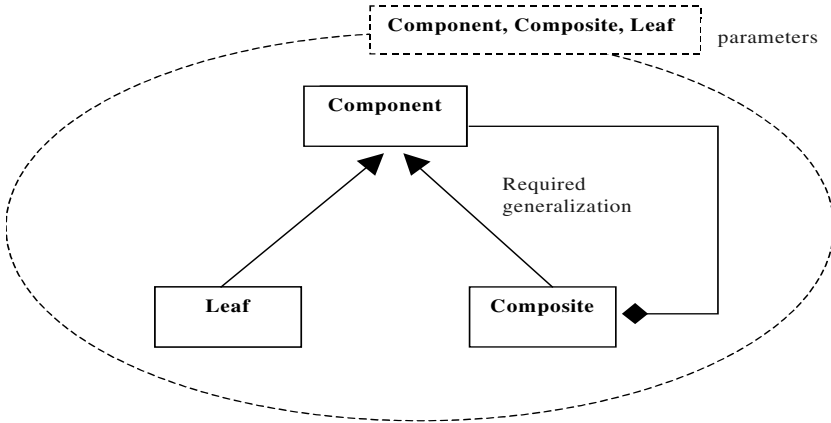 Component, Composite, Leaf
parameters
Component
Required
generalization
Leaf
Composite